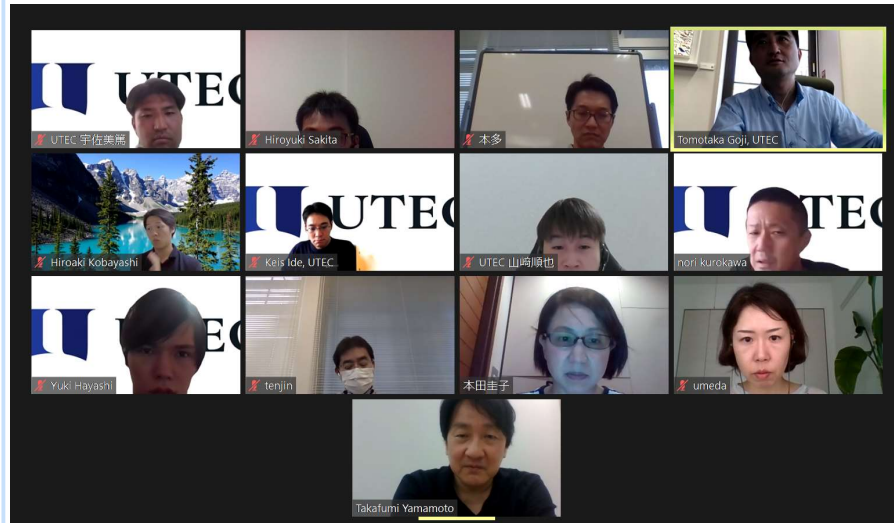 UTEC
UTEC 宇佐美篤
Hiroyuki Sakita
本多
Tomotaka Goji, UTEC
Hiroaki Kobayashi
UTEC
Keis Ide, UTEC
UTEC 山﨑順也
UTEC
nori kurokawa
UTEC
Yuki Hayashi
tenjin
本田圭子
umeda
Takafumi Yamamoto